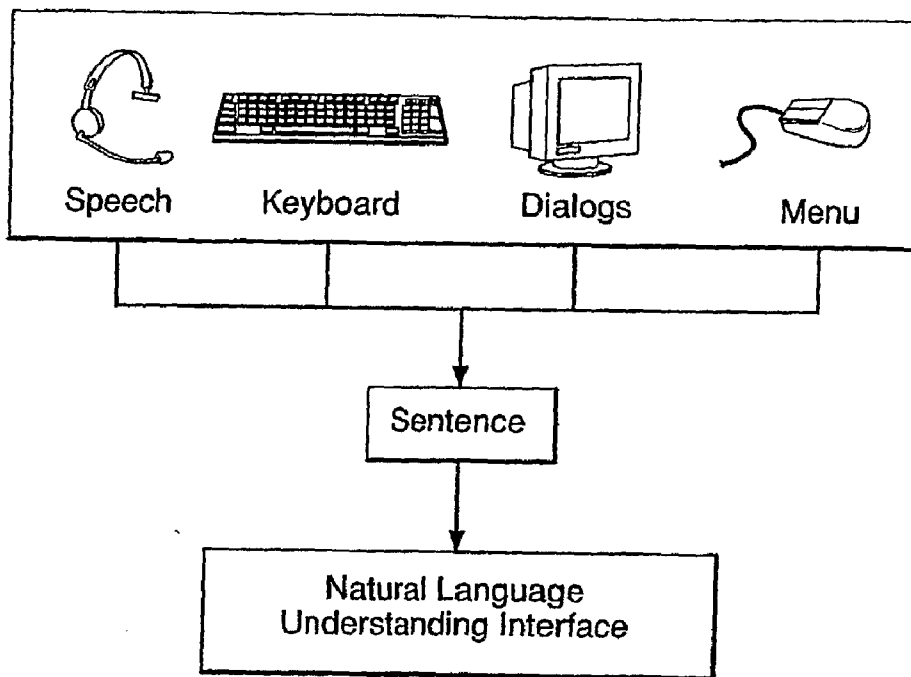 Speech
Keyboard
Dialogs
Menu
Sentence
Natural Language
Understanding Interface